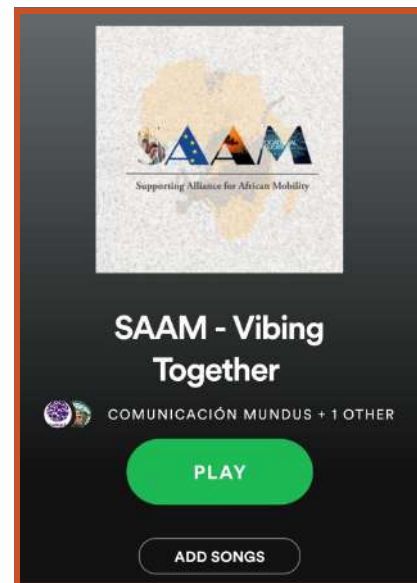 SAAM
Supporting Alliance for African Mobility
SAAM - Vibing
Together
COMUNICACIÓN MUNDUS + 1 OTHER
PLAY
ADD SONGS